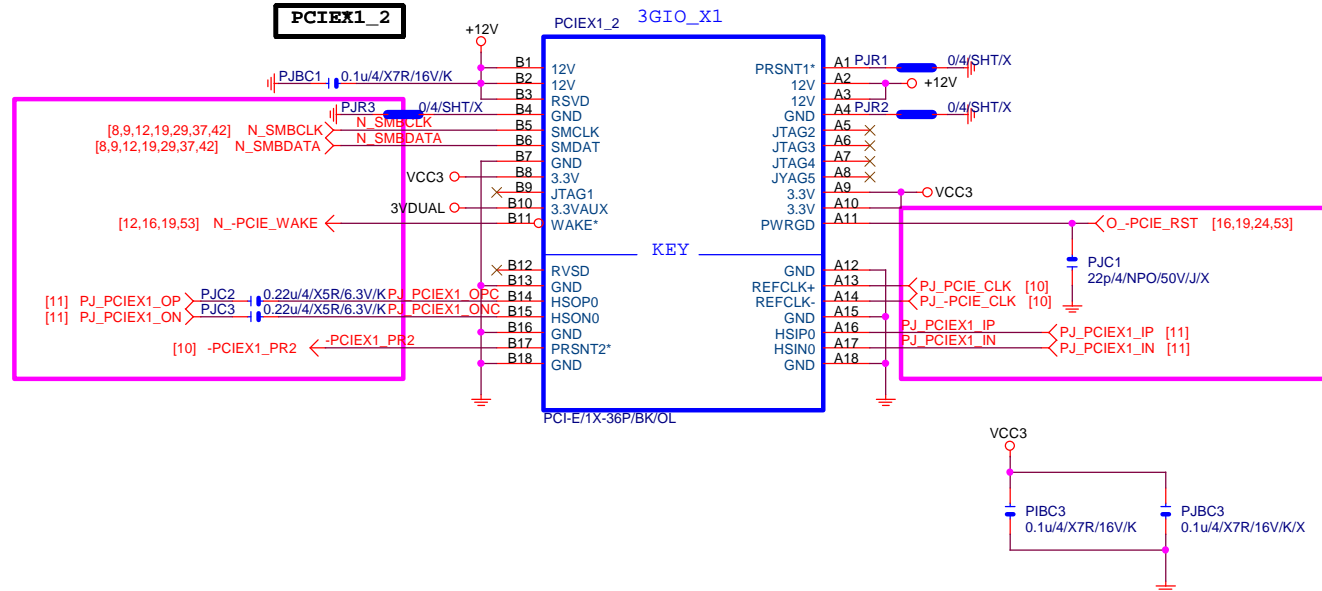 PCIEX1_2
3GIO_X1
PCIEX1_2
+12V
PJBC1 0.1u/4/X7R/16V/K
B1 12V
B2 12V
B3 RSVD
PJR3 0/4/SHT/X B4 GND
[8,9,12,19,29,37,42] N_SMBCLK N_SMBCLK B5 SMCLK
[8,9,12,19,29,37,42] N_SMBDATA N_SMBDATA B6 SMDAT
B7 GND
VCC3 B8 3.3V
B9 JTAG1
3VDUAL B10 3.3VAUX
[12,16,19,53] N_-PCIE_WAKE B11 WAKE*
KEY
B12 RVSD
B13 GND
[11] PJ_PCIEX1_OP PJC2 0.22u/4/X5R/6.3V/K PJ_PCIEX1_OPC B14 HSOP0
[11] PJ_PCIEX1_ON PJC3 0.22u/4/X5R/6.3V/K PJ_PCIEX1_ONC B15 HSON0
B16 GND
[10] -PCIEX1_PR2 -PCIEX1_PR2 B17 PRSNT2*
B18 GND
PRSNT1* A1 PJR1 0/4/SHT/X
12V A2 +12V
12V A3
GND A4 PJR2 0/4/SHT/X
JTAG2 A5
JTAG3 A6
JTAG4 A7
JYAG5 A8
3.3V A9 VCC3
3.3V A10
PWRGD A11 O_-PCIE_RST [16,19,24,53]
PJC1
22p/4/NPO/50V/J/X
GND A12
REFCLK+ A13 PJ_PCIE_CLK [10]
REFCLK- A14 PJ_-PCIE_CLK [10]
GND A15
HSIP0 A16 PJ_PCIEX1_IP PJ_PCIEX1_IP [11]
HSIN0 A17 PJ_PCIEX1_IN PJ_PCIEX1_IN [11]
GND A18
PCI-E/1X-36P/BK/OL
VCC3
PIBC3
0.1u/4/X7R/16V/K
PJBC3
0.1u/4/X7R/16V/K/X